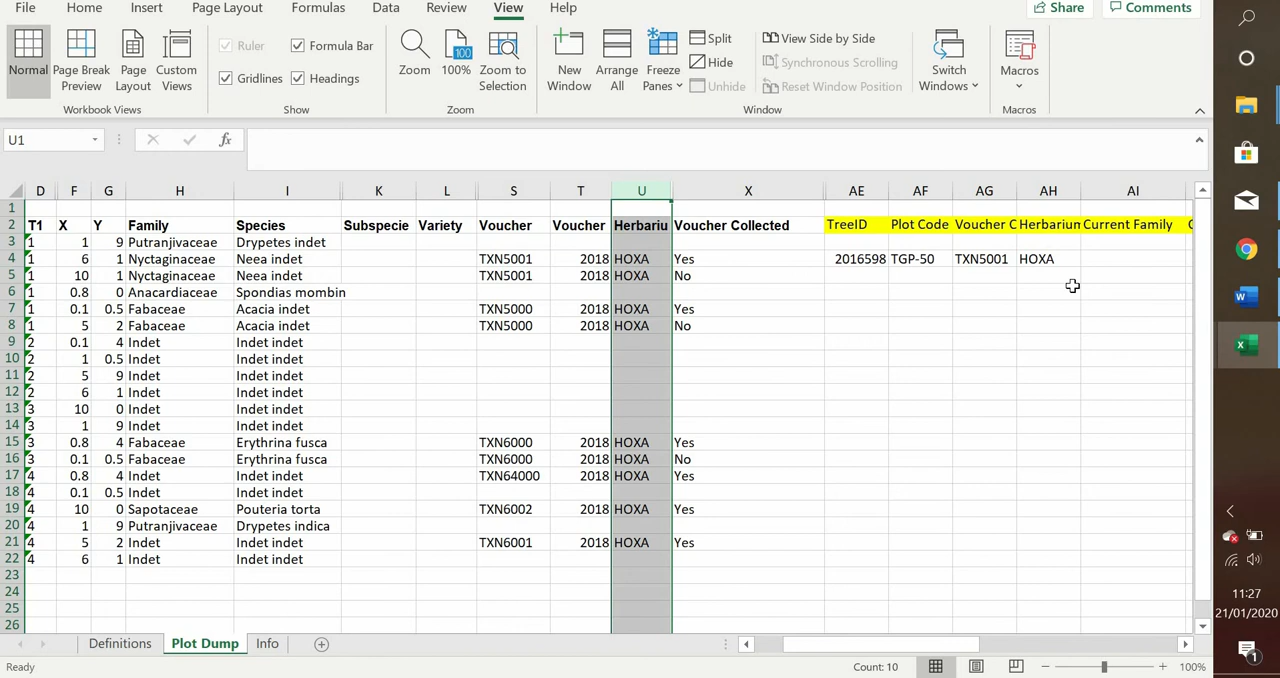 File Home Insert Page Layout Formulas Data Review View Help Share Comments
Normal Page Break Preview Page Layout Custom Views
Ruler Formula Bar
Gridlines Headings
Zoom 100% Zoom to Selection
New Window Arrange All Freeze Panes
Split Hide Unhide
View Side by Side
Synchronous Scrolling
Reset Window Position
Switch Windows Macros
Workbook Views Show Zoom Window Macros
U1 fx
D F G H I K L S T U X AE AF AG AH AI
1
2 T1 X Y Family Species Subspecie Variety Voucher Voucher Herbariu Voucher Collected TreeID Plot Code Voucher C Herbariun Current Family
3 1 1 9 Putranjivaceae Drypetes indet
4 1 6 1 Nyctaginaceae Neea indet TXN5001 2018 HOXA Yes 2016598 TGP-50 TXN5001 HOXA
5 1 10 1 Nyctaginaceae Neea indet TXN5001 2018 HOXA No
6 1 0.8 0 Anacardiaceae Spondias mombin
7 1 0.1 0.5 Fabaceae Acacia indet TXN5000 2018 HOXA Yes
8 1 5 2 Fabaceae Acacia indet TXN5000 2018 HOXA No
9 2 0.1 4 Indet Indet indet
10 2 1 0.5 Indet Indet indet
11 2 5 9 Indet Indet indet
12 2 6 1 Indet Indet indet
13 3 10 0 Indet Indet indet
14 3 1 9 Indet Indet indet
15 3 0.8 4 Fabaceae Erythrina fusca TXN6000 2018 HOXA Yes
16 3 0.1 0.5 Fabaceae Erythrina fusca TXN6000 2018 HOXA No
17 4 0.8 4 Indet Indet indet TXN64000 2018 HOXA Yes
18 4 0.1 0.5 Indet Indet indet
19 4 10 0 Sapotaceae Pouteria torta TXN6002 2018 HOXA Yes
20 4 1 9 Putranjivaceae Drypetes indica
21 4 5 2 Indet Indet indet TXN6001 2018 HOXA Yes
22 4 6 1 Indet Indet indet
23
24
25
26
Definitions Plot Dump Info
Ready Count: 10 100%
11:27
21/01/2020
1